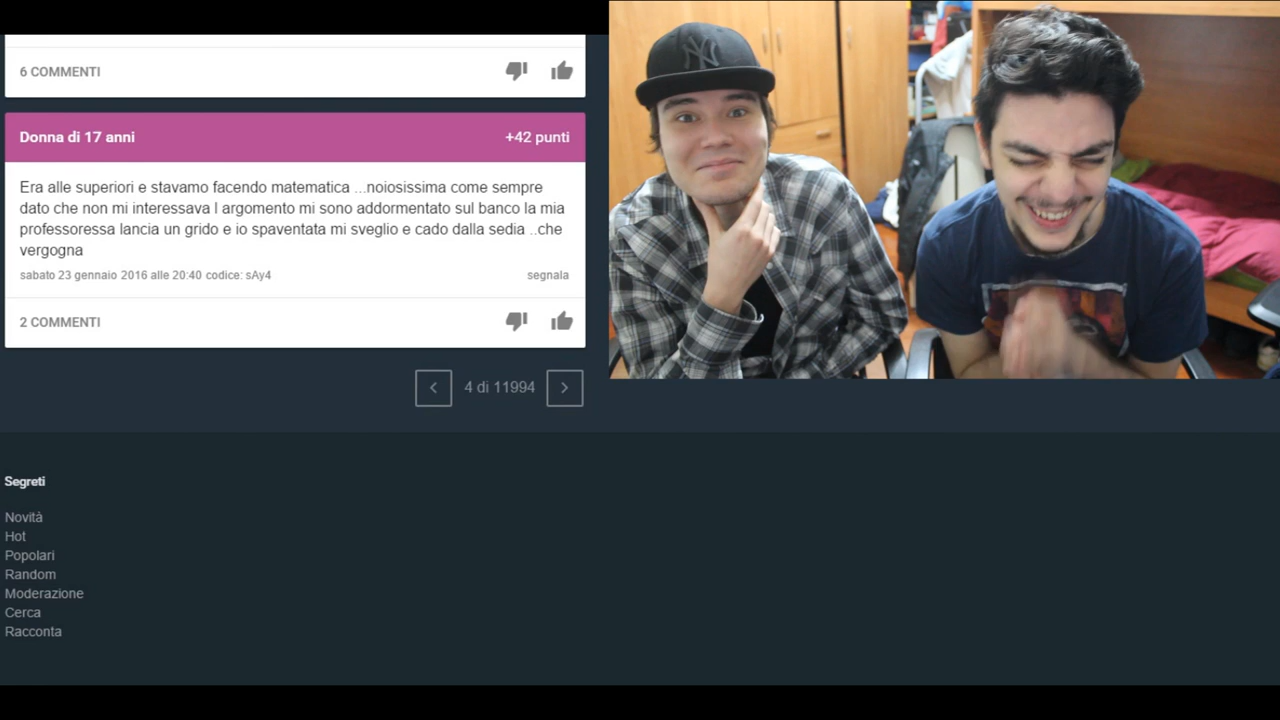 6 COMMENTI
Donna di 17 anni
+42 punti
Era alle superiori e stavamo facendo matematica ...noiosissima come sempre
dato che non mi interessava l argomento mi sono addormentato sul banco la mia
professoressa lancia un grido e io spaventata mi sveglio e cado dalla sedia ..che
vergogna
sabato 23 gennaio 2016 alle 20:40 codice: sAy4
segnala
2 COMMENTI
4 di 11994
Segreti
Novità
Hot
Popolari
Random
Moderazione
Cerca
Racconta
NY